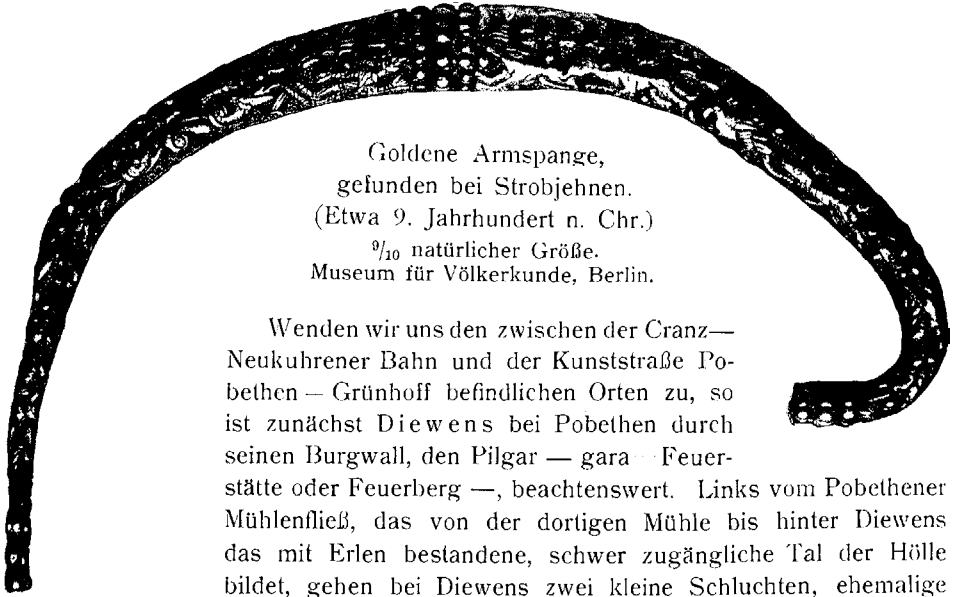 Goldene Armspange,
gefunden bei Strobjehnen.
(Etwa 9. Jahrhundert n. Chr.)
9/10 natürlicher Größe.
Museum für Völkerkunde, Berlin.
Wenden wir uns den zwischen der Cranz—
Neukuhrener Bahn und der Kunststraße Po-
bethen — Grünhoff befindlichen Orten zu, so
ist zunächst Diewens bei Pobethen durch
seinen Burgwall, den Pilgar — gara Feuer-
stätte oder Feuerberg —, beachtenswert. Links vom Pobethener
Mühlenfließ, das von der dortigen Mühle bis hinter Diewens
das mit Erlen bestandene, schwer zugängliche Tal der Hölle
bildet, gehen bei Diewens zwei kleine Schluchten, ehemalige